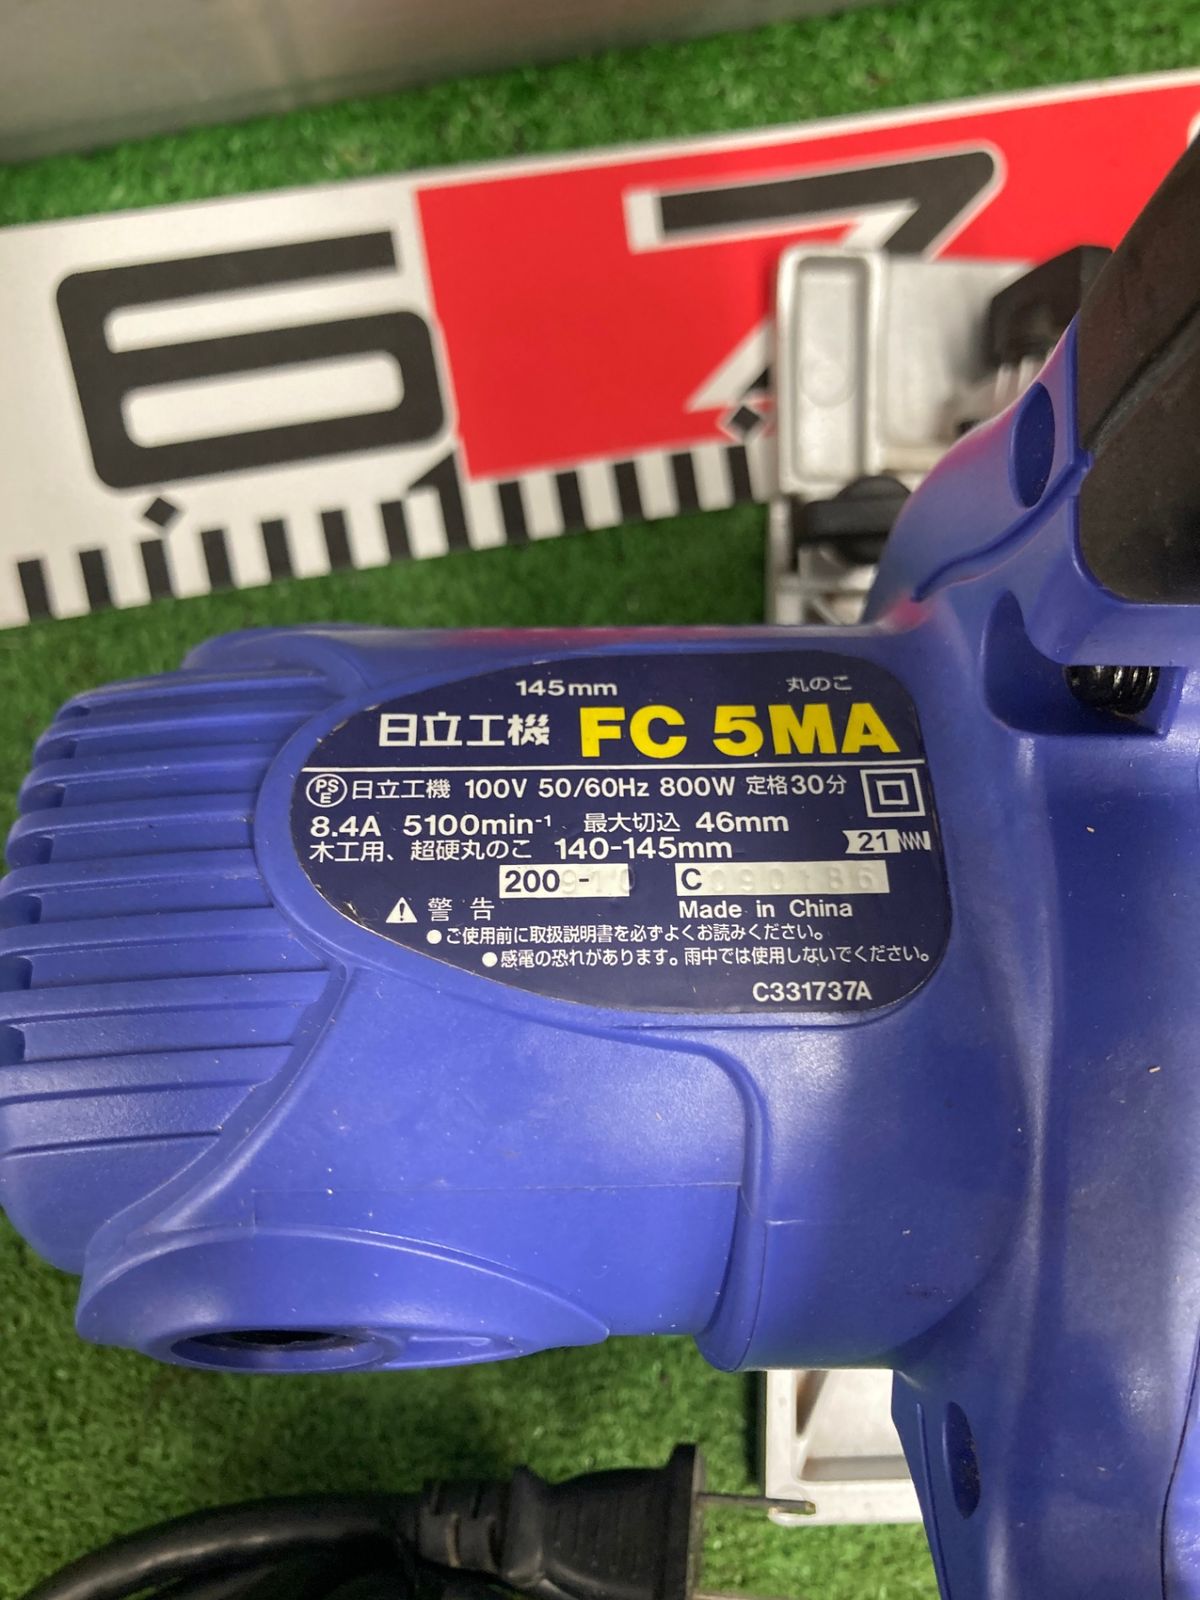 6 7
145mm 丸のこ
日立工機 FC 5MA
PSE 日立工機 100V 50/60Hz 800W 定格30分
8.4A 5100min⁻¹ 最大切込 46mm
木工用、超硬丸のこ 140-145mm 21
200 - C090186
⚠ 警告 Made in China
●ご使用前に取扱説明書を必ずよくお読みください。
●感電の恐れがあります。雨中では使用しないでください。
C331737A